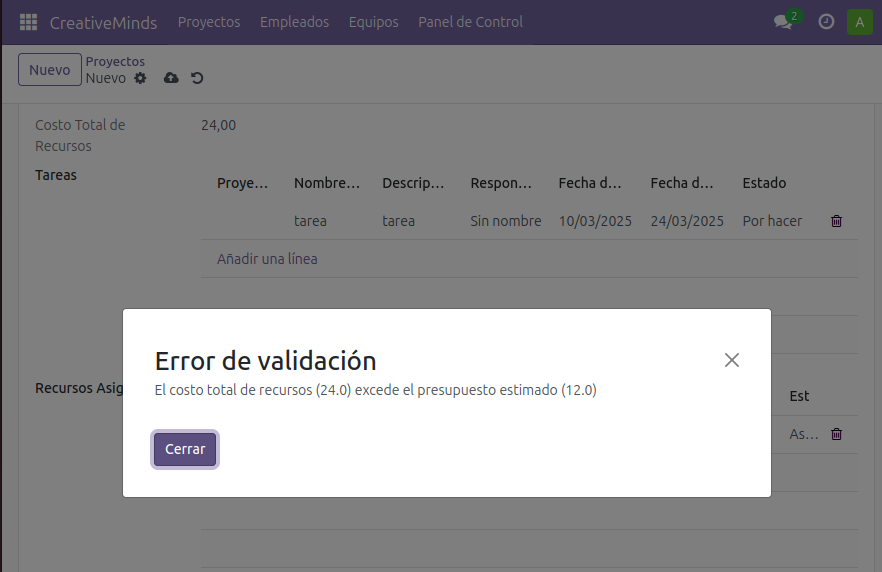 CreativeMinds Proyectos Empleados Equipos Panel de Control 2 A
Nuevo
Proyectos
Nuevo
Costo Total de
Recursos
24,00
Tareas
Proye... Nombre... Descrip... Respon... Fecha d... Fecha d... Estado
tarea tarea Sin nombre 10/03/2025 24/03/2025 Por hacer
Añadir una línea
Error de validación
El costo total de recursos (24.0) excede el presupuesto estimado (12.0)
Cerrar
Recursos Asig
Est
As...